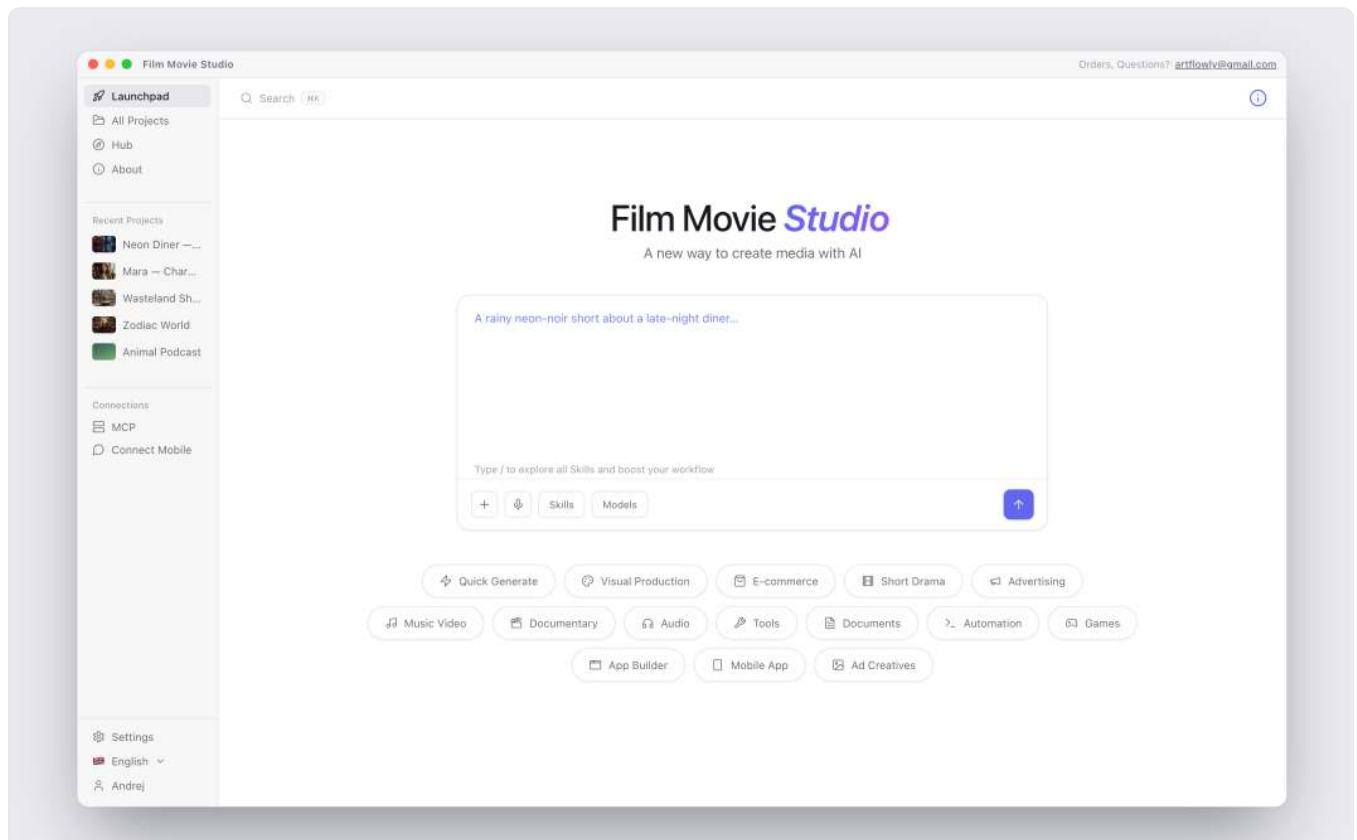 Film Movie Studio
Orders, Questions? artflowlv@gmail.com
Launchpad
All Projects
Hub
About
Recent Projects
Neon Diner —...
Mara — Char...
Wasteland Sh...
Zodiac World
Animal Podcast
Connections
MCP
Connect Mobile
Settings
English
Andrej
Search ⌘K
Film Movie Studio
A new way to create media with AI
A rainy neon-noir short about a late-night diner...
Type / to explore all Skills and boost your workflow
Skills Models
Quick Generate Visual Production E-commerce Short Drama Advertising
Music Video Documentary Audio Tools Documents Automation Games
App Builder Mobile App Ad Creatives